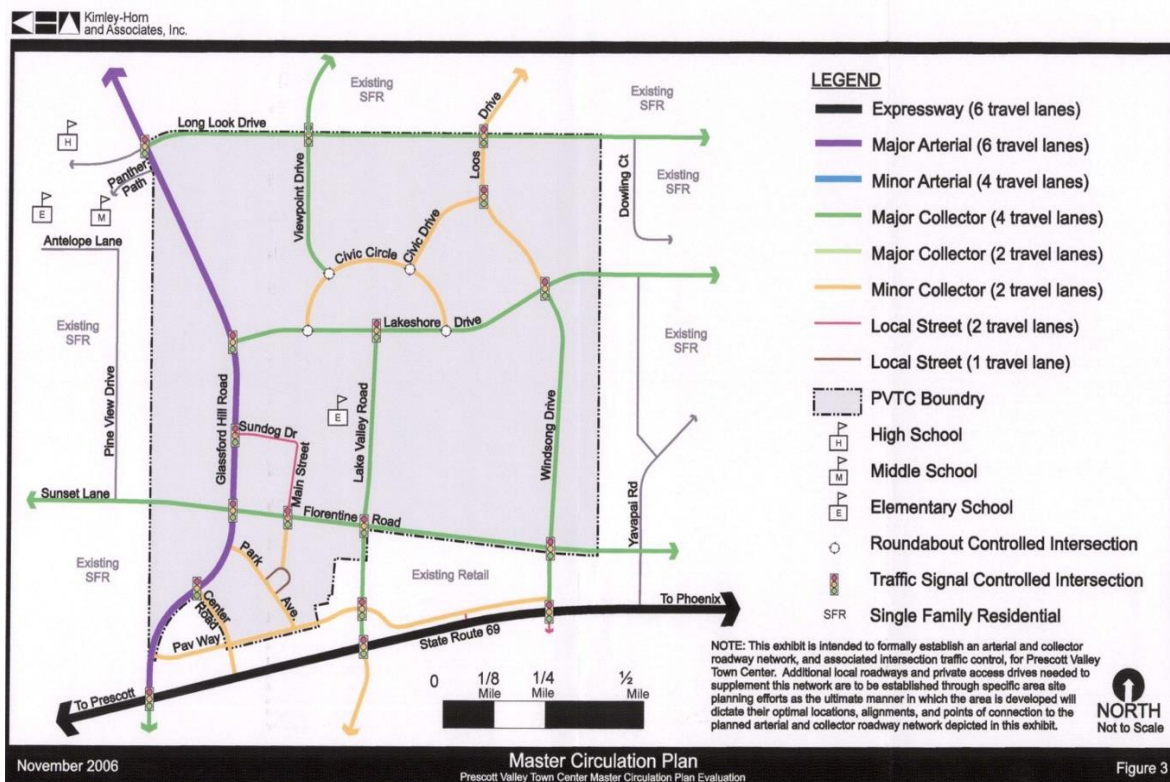 Kimley-Horn
and Associates, Inc.
Existing
SFR
Drive
Existing
SFR
Long Look Drive
H
Panther
Path
Viewpoint Drive
Loos
Dowling Ct
Existing
SFR
E
M
Antelope Lane
Civic Circle
Civic Drive
Existing
SFR
Pine View Drive
Lakeshore Drive
Existing
SFR
Glassford Hill Road
E
Lake Valley Road
Windsong Drive
Sundog Dr
Main Street
Sunset Lane
Florentine Road
Yavapai Rd
Existing
SFR
Park
Ave
Existing Retail
Center
Road
Pav Way
State Route 69
To Phoenix
To Prescott
0 1/8 1/4 ½
Mile Mile Mile
LEGEND
Expressway (6 travel lanes)
Major Arterial (6 travel lanes)
Minor Arterial (4 travel lanes)
Major Collector (4 travel lanes)
Major Collector (2 travel lanes)
Minor Collector (2 travel lanes)
Local Street (2 travel lanes)
Local Street (1 travel lane)
PVTC Boundry
H High School
M Middle School
E Elementary School
Roundabout Controlled Intersection
Traffic Signal Controlled Intersection
SFR Single Family Residential
NOTE: This exhibit is intended to formally establish an arterial and collector
roadway network, and associated intersection traffic control, for Prescott Valley
Town Center. Additional local roadways and private access drives needed to
supplement this network are to be established through specific area site
planning efforts as the ultimate manner in which the area is developed will
dictate their optimal locations, alignments, and points of connection to the
planned arterial and collector roadway network depicted in this exhibit.
NORTH
Not to Scale
November 2006
Master Circulation Plan
Prescott Valley Town Center Master Circulation Plan Evaluation
Figure 3